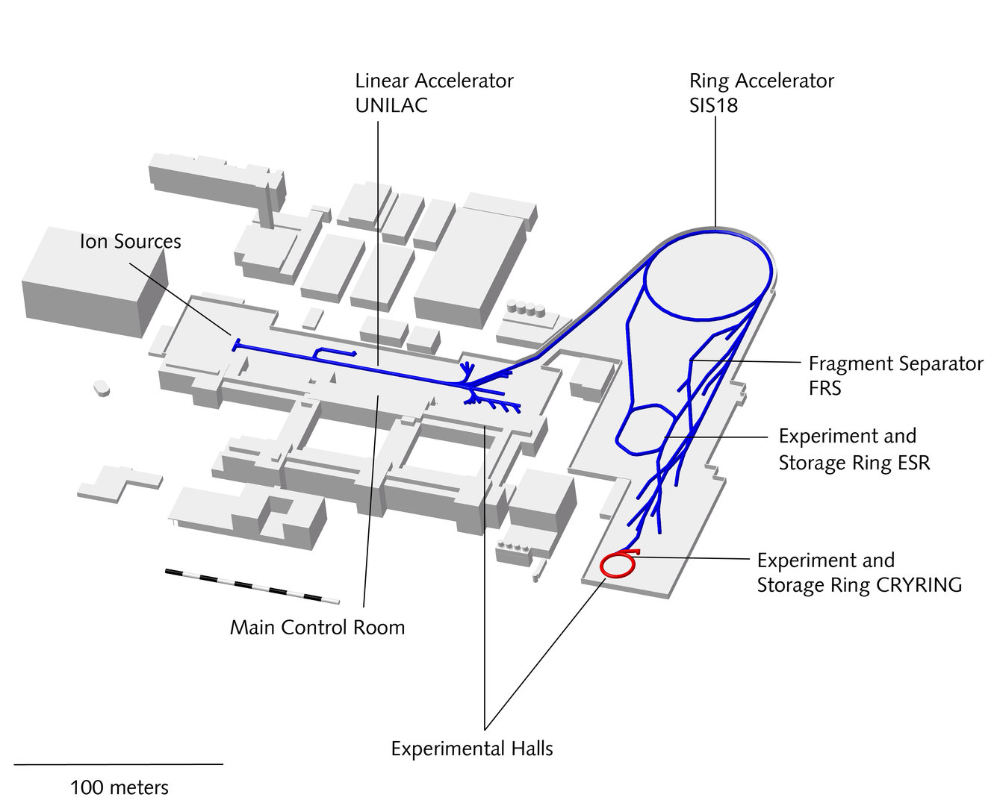 Linear Accelerator
UNILAC
Ring Accelerator
SIS18
Ion Sources
Fragment Separator
FRS
Experiment and
Storage Ring ESR
Experiment and
Storage Ring CRYRING
Main Control Room
Experimental Halls
100 meters